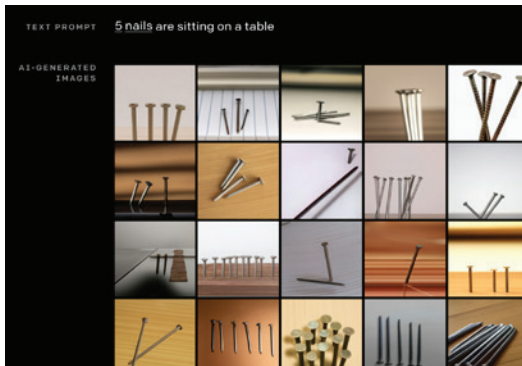 TEXT PROMPT 5 nails are sitting on a table
AI-GENERATED
IMAGES